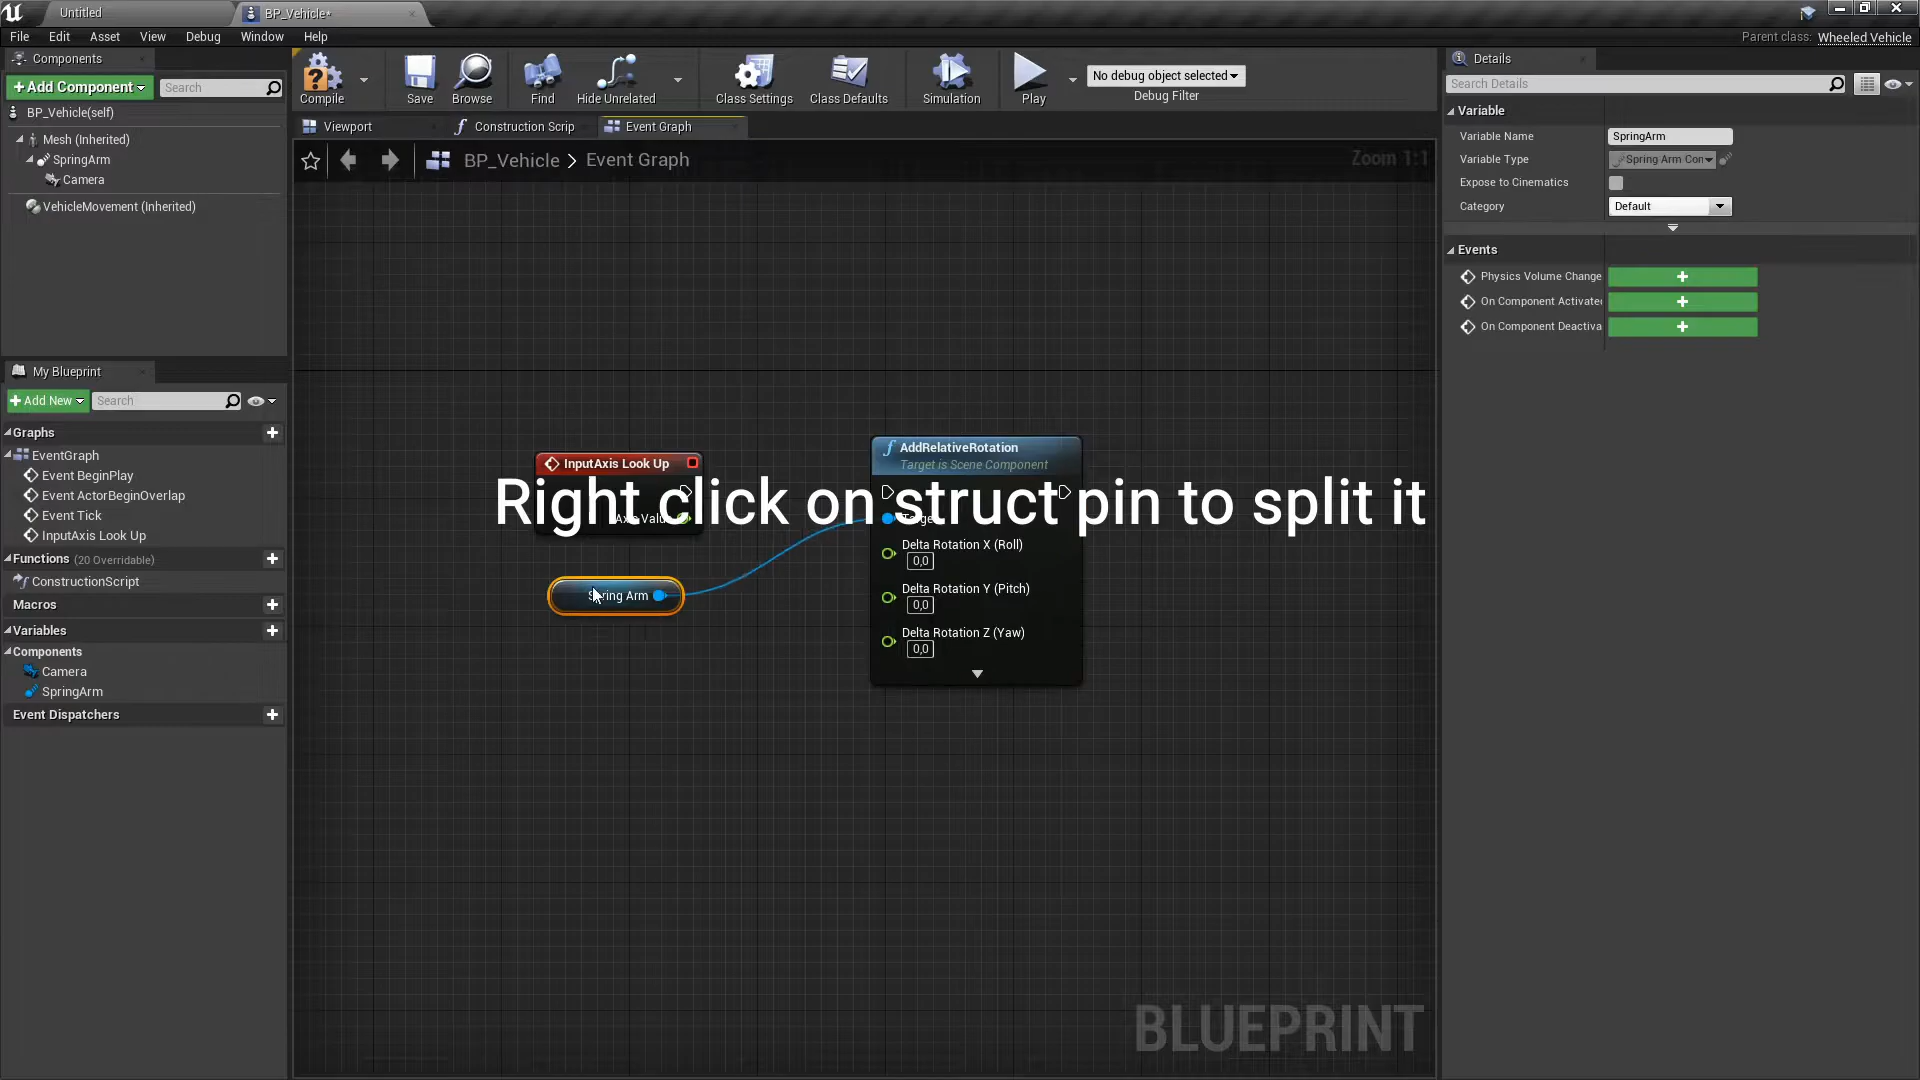 Untitled
BP_Vehicle*
File Edit Asset View Debug Window Help
Parent class: Wheeled Vehicle
Components
+Add Component
Search
BP_Vehicle(self)
Mesh (Inherited)
SpringArm
Camera
VehicleMovement (Inherited)
My Blueprint
+Add New
Search
Graphs
EventGraph
Event BeginPlay
Event ActorBeginOverlap
Event Tick
InputAxis Look Up
Functions (20 Overridable)
ConstructionScript
Macros
Variables
Components
Camera
SpringArm
Event Dispatchers
Compile
Save
Browse
Find
Hide Unrelated
Class Settings
Class Defaults
Simulation
Play
No debug object selected
Debug Filter
Viewport
Construction Scrip
Event Graph
BP_Vehicle > Event Graph
Zoom 1:1
InputAxis Look Up
Axis Value
Spring Arm
AddRelativeRotation
Target is Scene Component
Target
Delta Rotation X (Roll)
0,0
Delta Rotation Y (Pitch)
0,0
Delta Rotation Z (Yaw)
0,0
Right click on struct pin to split it
BLUEPRINT
Details
Search Details
Variable
Variable Name SpringArm
Variable Type Spring Arm Con
Expose to Cinematics
Category Default
Events
Physics Volume Change
On Component Activate
On Component Deactiva